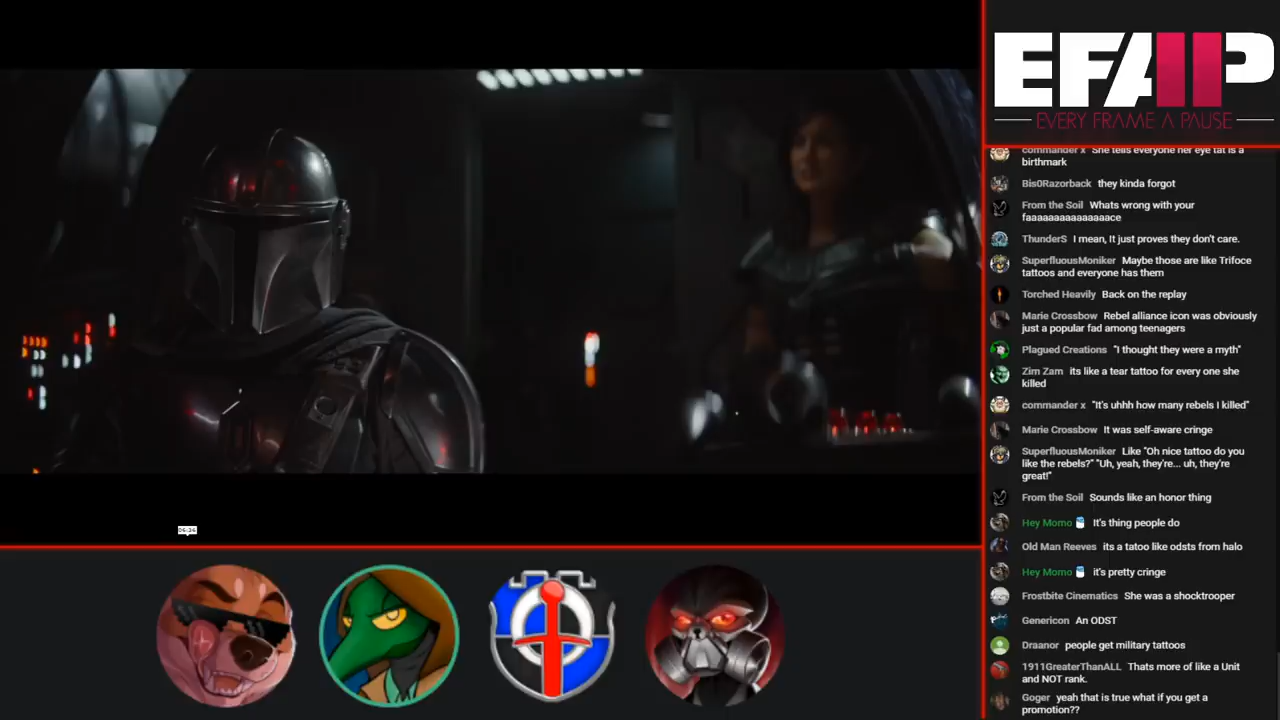 EFAP
EVERY FRAME A PAUSE
commander x She tells everyone her eye tat is a
birthmark
Bis0Razorback they kinda forgot
From the Soil Whats wrong with your
faaaaaaaaaaaaaaace
ThunderS I mean, It just proves they don't care.
SuperfluousMoniker Maybe those are like Trifoce
tattoos and everyone has them
Torched Heavily Back on the replay
Marie Crossbow Rebel alliance icon was obviously
just a popular fad among teenagers
Plagued Creations "I thought they were a myth"
Zim Zam its like a tear tattoo for every one she
killed
commander x "It's uhhh how many rebels I killed"
Marie Crossbow It was self-aware cringe
SuperfluousMoniker Like "Oh nice tattoo do you
like the rebels?" "Uh, yeah, they're... uh, they're
great!"
From the Soil Sounds like an honor thing
Hey Momo It's thing people do
Old Man Reeves its a tatoo like odsts from halo
Hey Momo it's pretty cringe
Frostbite Cinematics She was a shocktrooper
Genericon An ODST
Draanor people get military tattoos
1911GreaterThanALL Thats more of like a Unit
and NOT rank.
Goger yeah that is true what if you get a
promotion??